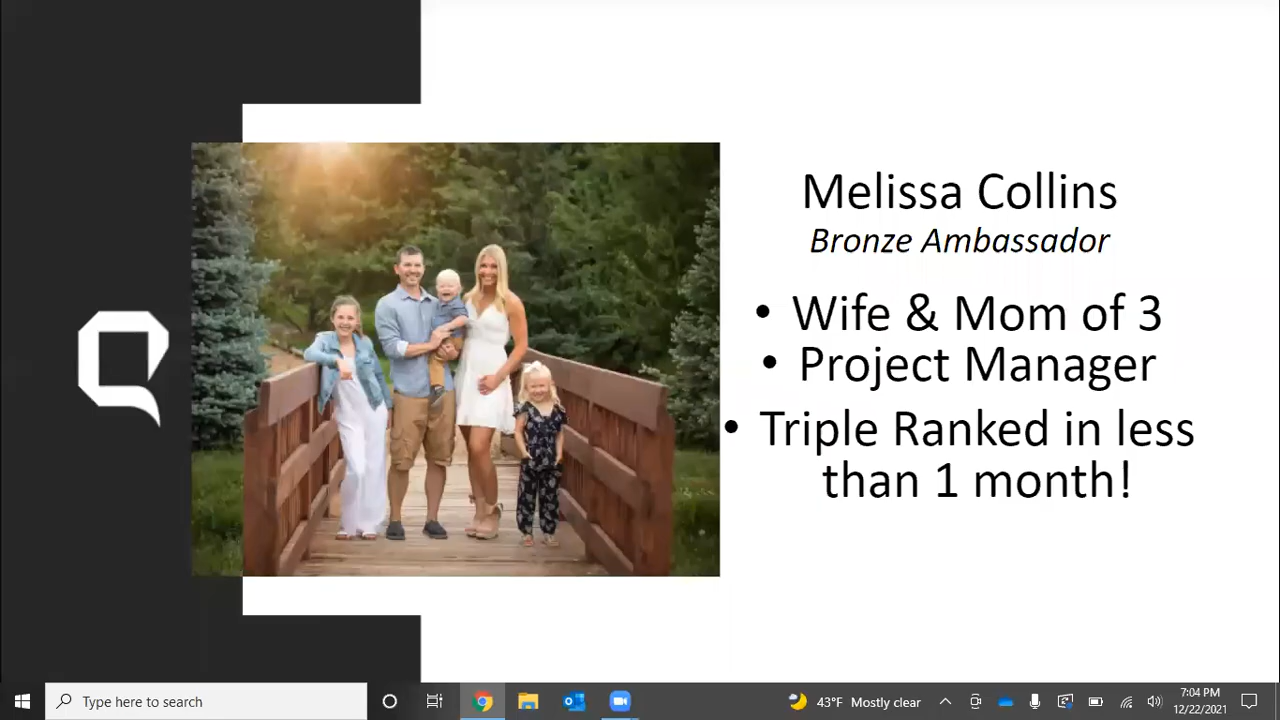 Melissa Collins
Bronze Ambassador
• Wife & Mom of 3
• Project Manager
• Triple Ranked in less
than 1 month!
Type here to search
43°F Mostly clear
7:04 PM
12/22/2021